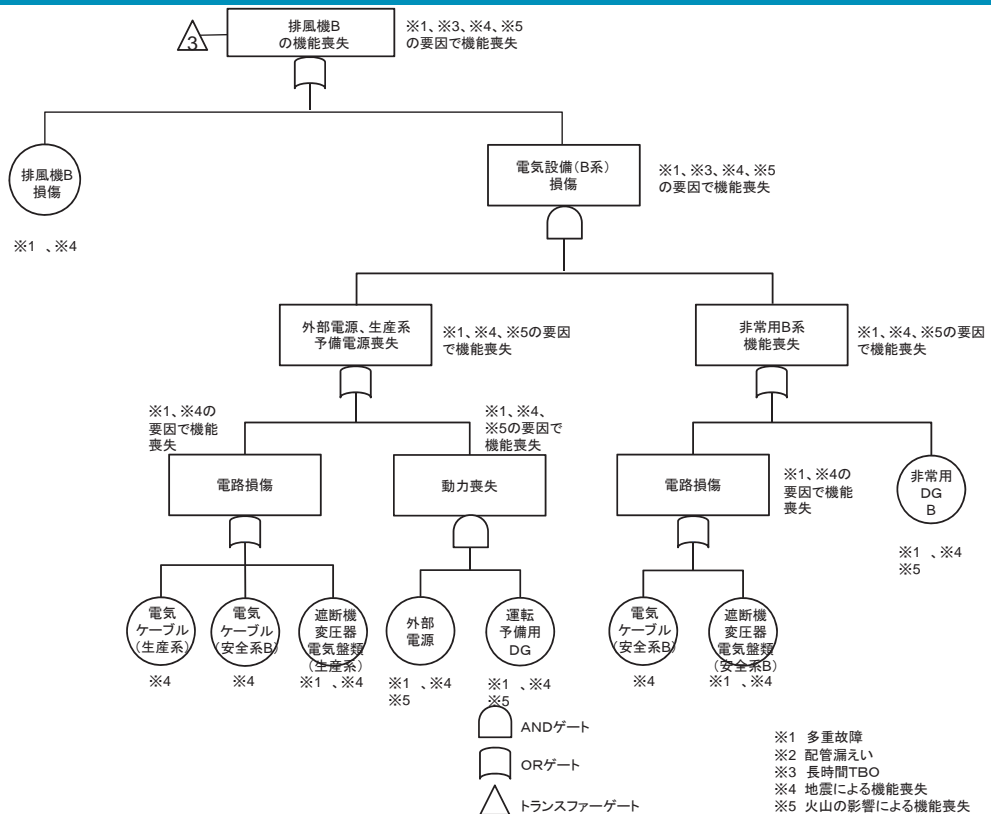 3
排風機B
の機能喪失
※1、※3、※4、※5
の要因で機能喪失
排風機B
損傷
※1 、※4
電気設備(B系)
損傷
※1、※3、※4、※5
の要因で機能喪失
外部電源、生産系
予備電源喪失
※1、※4、※5の要因
で機能喪失
非常用B系
機能喪失
※1、※4、※5の要因
で機能喪失
※1、※4の
要因で機能
喪失
電路損傷
※1、※4、
※5の要因で
機能喪失
動力喪失
電路損傷
※1、※4の
要因で機能
喪失
非常用
DG
B
※1 、※4
※5
電気
ケーブル
(生産系)
※4
電気
ケーブル
(安全系B)
※4
遮断機
変圧器
電気盤類
(生産系)
※1 、※4
外部
電源
※1 、※4
※5
運転
予備用
DG
※1 、※4
※5
電気
ケーブル
(安全系B)
※4
遮断機
変圧器
電気盤類
(安全系B)
※1 、※4
ANDゲート
ORゲート
トランスファーゲート
※1 多重故障
※2 配管漏えい
※3 長時間TBO
※4 地震による機能喪失
※5 火山の影響による機能喪失